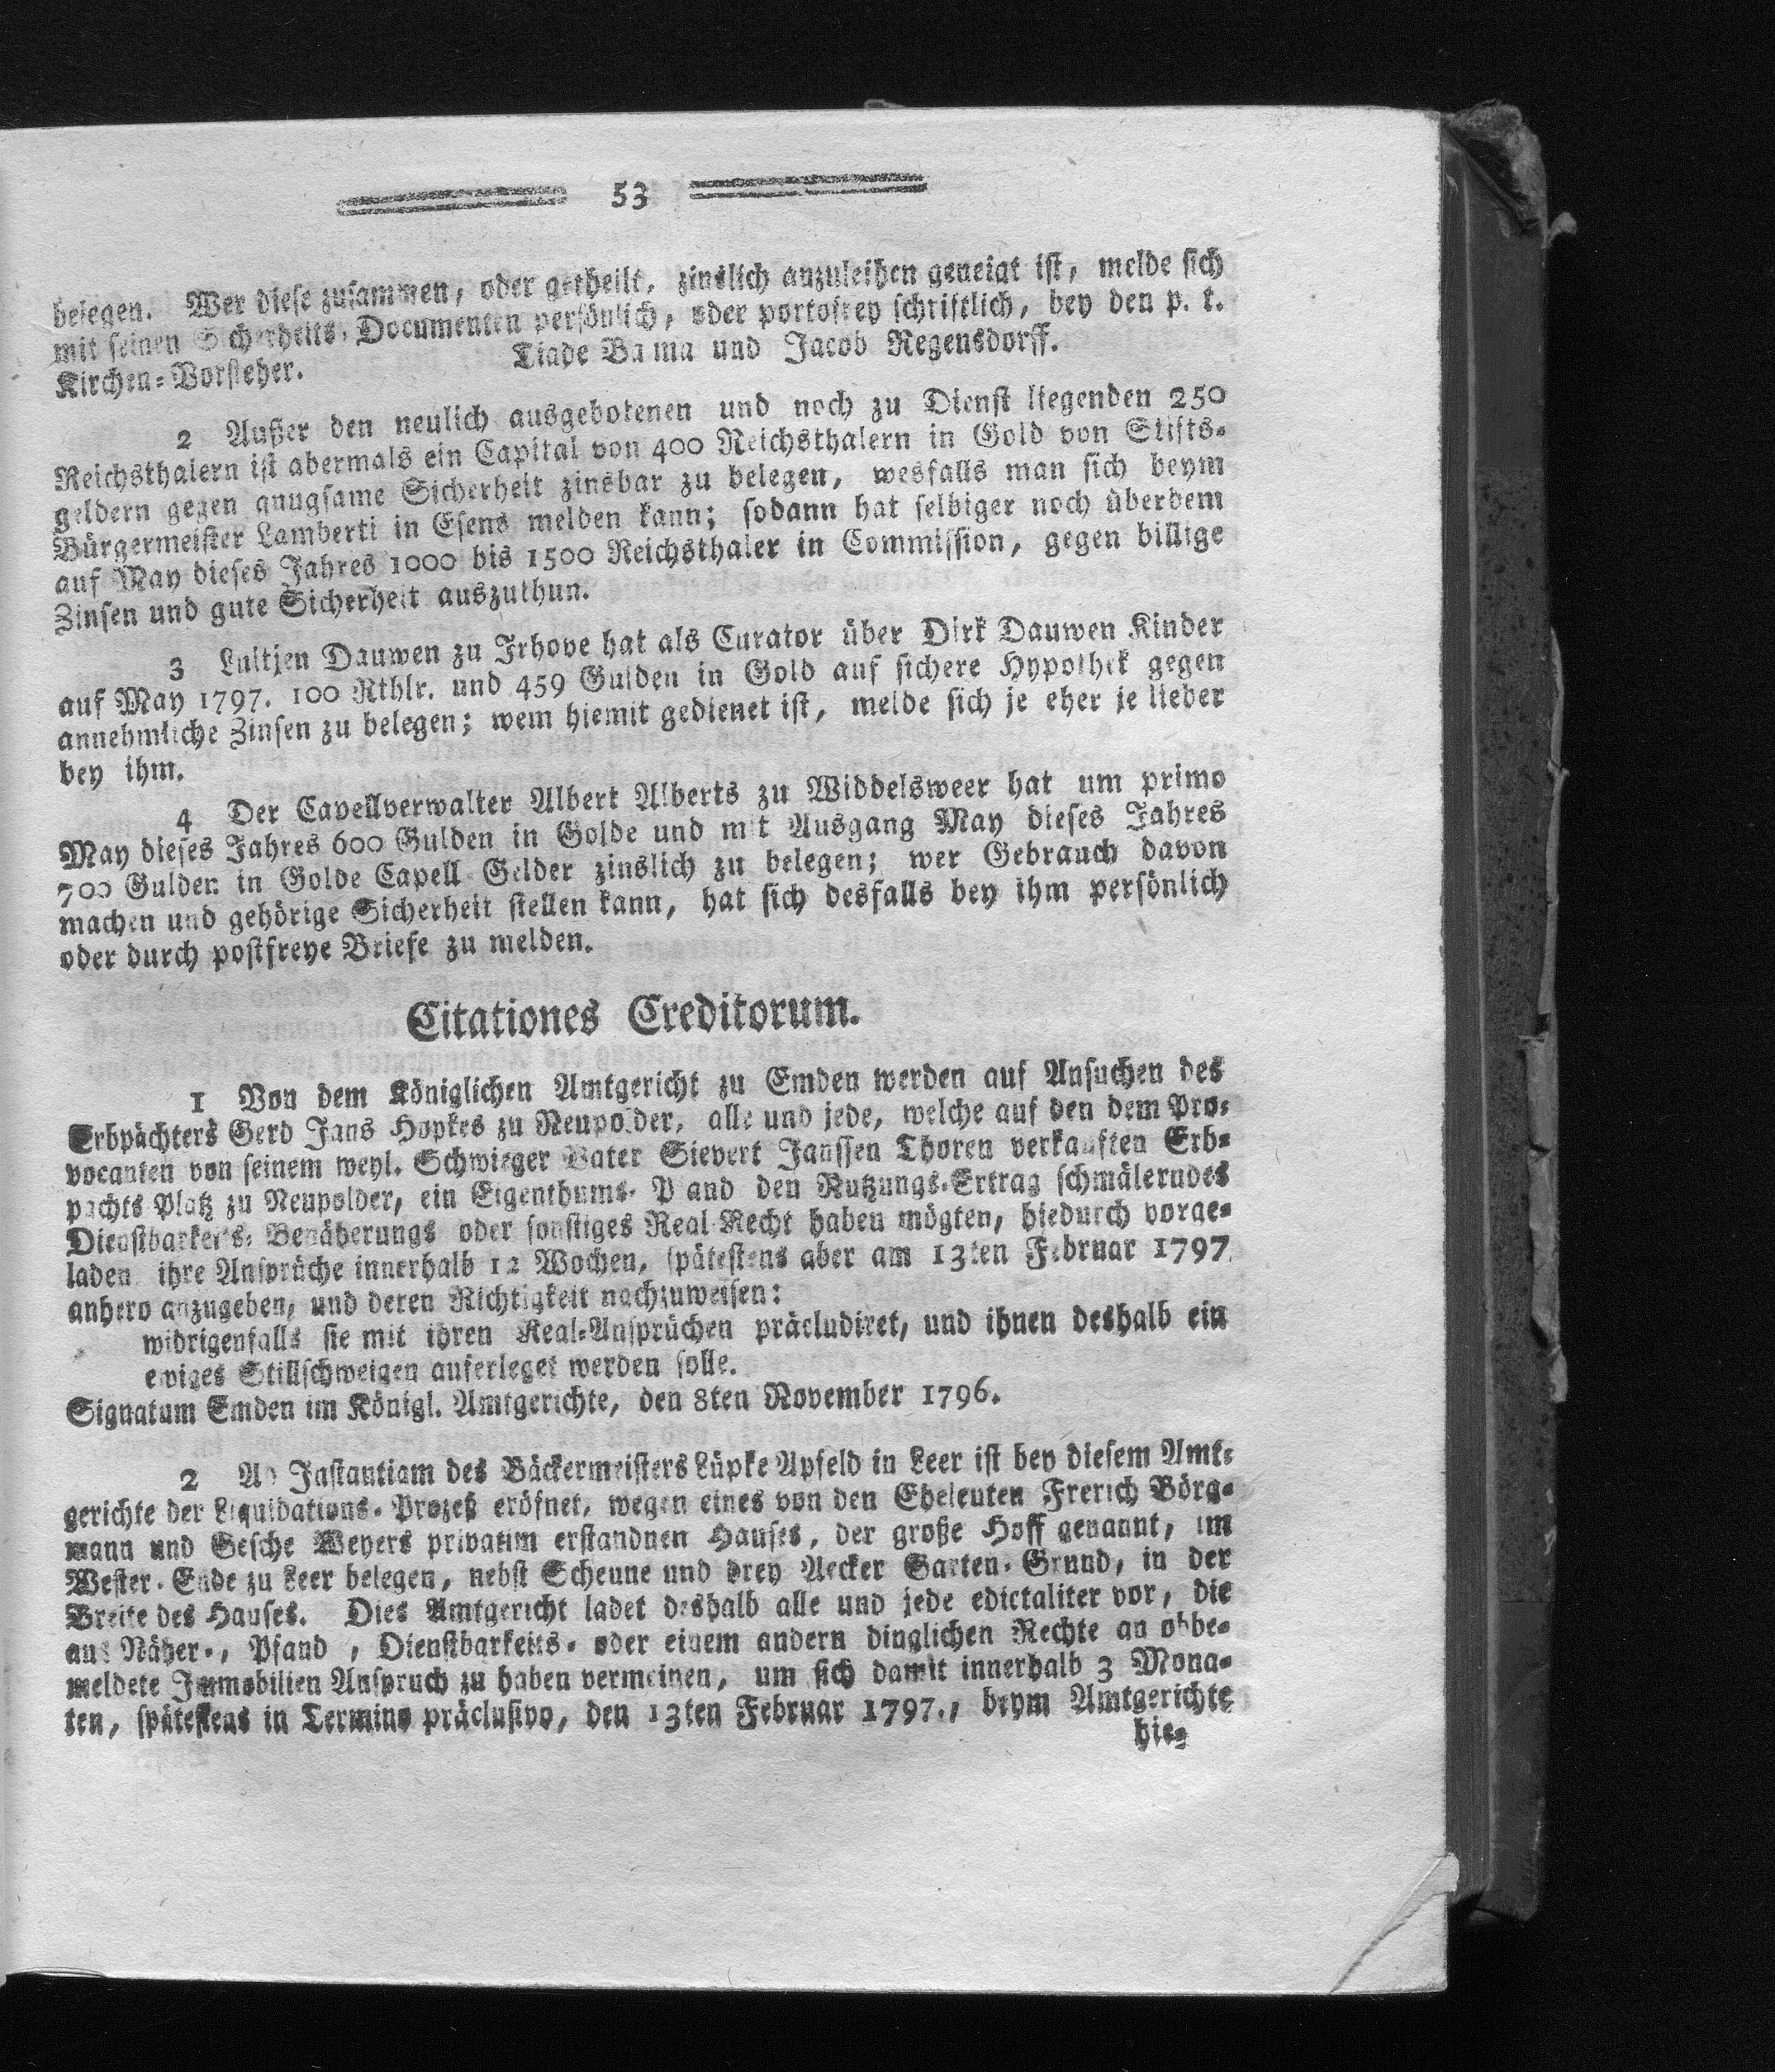 53
belegen. Wer diese zusammen, oder getheilt, zinslich anzuleihen geneigt ist, melde sich
mit seinen Sicherheits-Documenten persönlich, oder portofrey schriftlich, bey den p. t.
Kirchen-Vorsteher. Tjade und Jacob Regensdorff.
2 Außer den neulich ausgebotenen und noch zu Dienst liegenden 250
Reichsthalern ist abermals ein Capital von 400 Reichsthalern in Gold von Stifts-
geldern gegen gnugsame Sicherheit zinsbar zu belegen, wesfalls man sich beym
Bürgermeister Lamberti in Esens melden kann; sodann hat selbiger noch überdem
auf May dieses Jahres 1000 bis 1500 Reichsthaler in Commission, gegen billige
Zinsen und gute Sicherheit auszuthun.
3 Luitjen Dauwen zu Irhove hat als Curator über Dirk Dauwen Kinder
auf May 1797. 100 Rthlr. und 459 Gulden in Gold auf sichere Hypothek gegen
annehmliche Zinsen zu belegen; wem hiemit gedienet ist, melde sich je eher je lieber
bey ihm.
4 Der Capellverwalter Albert Alberts zu Widdelsweer hat um primo
May dieses Jahres 600 Gulden in Golde und mit Ausgang May dieses Jahres
700 Gulden in Golde Capell Gelder zinslich zu belegen; wer Gebrauch davon
machen und gehörige Sicherheit stellen kann, hat sich desfalls bey ihm persönlich
oder durch postfreye Briefe zu melden.
Citationes Creditorum.
1 Von dem Königlichen Amtgericht zu Emden werden auf Ansuchen des
Erbpächters Gerd Jans Hopkes zu Neupolder, alle und jede, welche auf den dem Pro-
vocanten von seinem weyl. Schwieger Vater Sievert Janssen Thoren verkauften Erb-
pachts Platz zu Neupolder, ein Eigenthums- Pfand den Nutzungs-Ertrag schmälerndes
Dienstbarkeits- Benäherungs oder sonstiges Real Recht haben mögten, hiedurch vorge-
laden ihre Ansprüche innerhalb 12 Wochen, spätestens aber am 13ten Februar 1797
anhero anzugeben, und deren Richtigkeit nachzuweisen:
widrigenfalls sie mit ihren Real-Ansprüchen präcludiret, und ihnen deshalb ein
ewiges Stillschweigen auferleget werden solle.
Signatum Emden im Königl. Amtgerichte, den 8ten November 1796.
2 Ad Instantiam des Bäckermeisters Lüpke Apfeld in Leer ist bey diesem Amt-
gerichte der Liquidations-Prozeß eröfnet, wegen eines von den Eheleuten Frerich Börg-
mann und Gesche Weyers privatim erstandnen Hauses, der große Hoff genannt, im
Wester-Ende zu Leer belegen, nebst Scheune und drey Aecker Garten-Grund, in der
Breite des Hauses. Dies Amtgericht ladet deshalb alle und jede edictaliter vor, die
aus Näher-, Pfand , Dienstbarkeits- oder einem andern dinglichen Rechte an obbe-
meldete Immobilien Anspruch zu haben vermeinen, um sich damit innerhalb 3 Mona-
ten, spätestens in Termino präclusivo, den 13ten Februar 1797., beym Amtgerichte
hie-